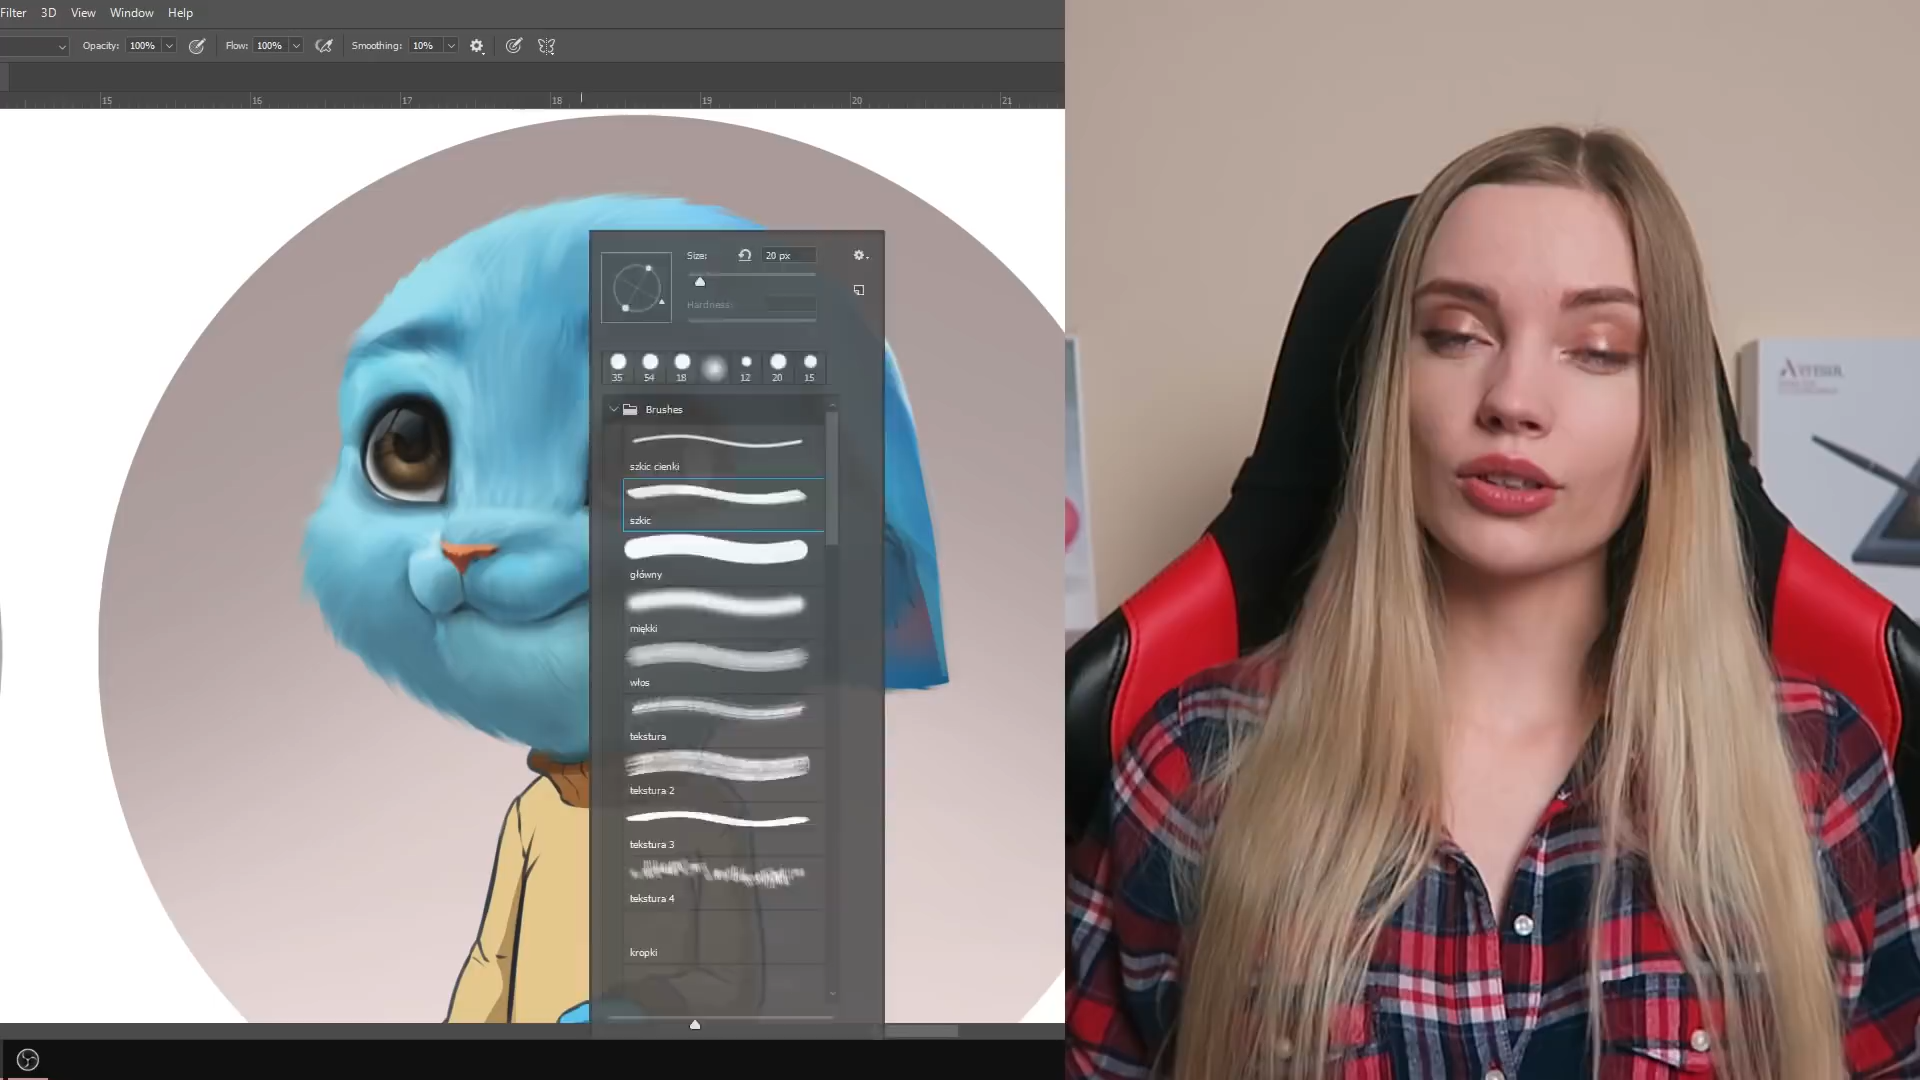 Filter 3D View Window Help
Opacity: 100% Flow: 100% Smoothing: 10%
15 16 17 18 19 20 21
Size: 20 px
Hardness:
35 54 18 12 20 15
Brushes
szkic cienki
szkic
główny
miękki
włos
tekstura
tekstura 2
tekstura 3
tekstura 4
kropki